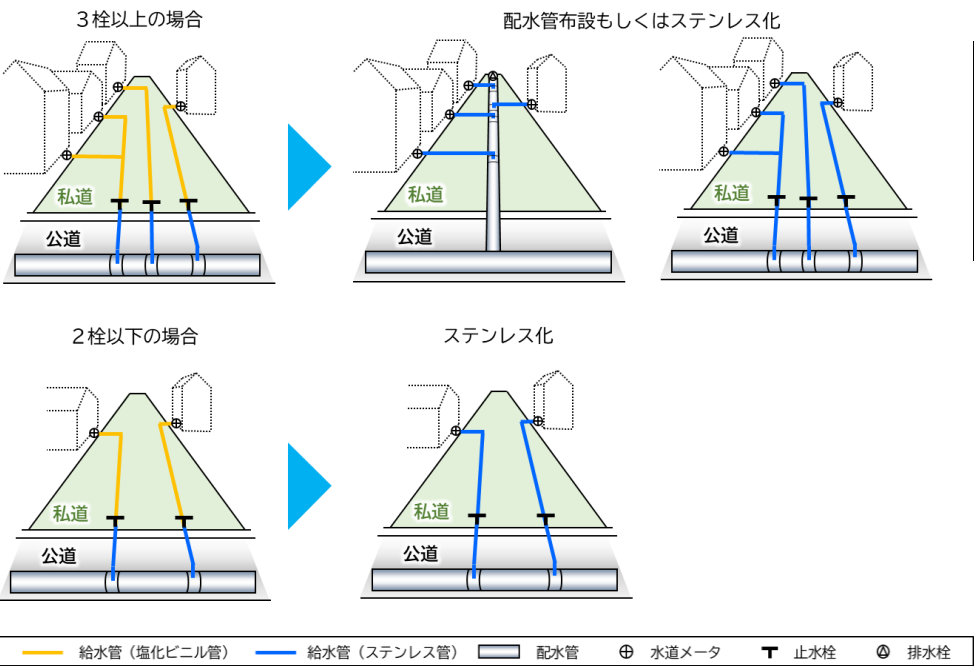 3栓以上の場合
配水管布設もしくはステンレス化
私道
公道
私道
公道
私道
公道
2栓以下の場合
ステンレス化
私道
公道
私道
公道
給水管（塩化ビニル管）
給水管（ステンレス管）
配水管
水道メータ
止水栓
排水栓